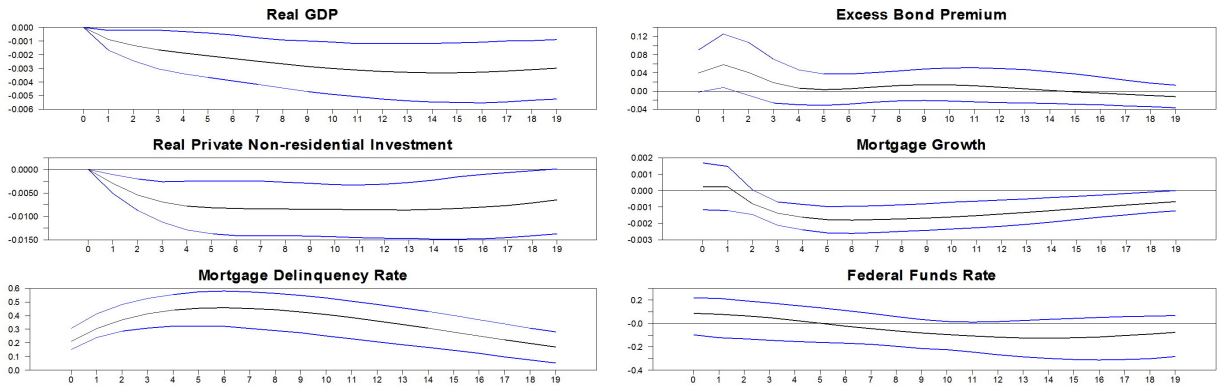 Real GDP
0.000
-0.001
-0.002
-0.003
-0.004
-0.005
-0.006
0 1 2 3 4 5 6 7 8 9 10 11 12 13 14 15 16 17 18 19
Excess Bond Premium
0.12
0.08
0.04
0.00
-0.04
0 1 2 3 4 5 6 7 8 9 10 11 12 13 14 15 16 17 18 19
Real Private Non-residential Investment
0.0000
-0.0050
-0.0100
-0.0150
0 1 2 3 4 5 6 7 8 9 10 11 12 13 14 15 16 17 18 19
Mortgage Growth
0.002
0.001
0.000
-0.001
-0.002
-0.003
0 1 2 3 4 5 6 7 8 9 10 11 12 13 14 15 16 17 18 19
Mortgage Delinquency Rate
0.6
0.5
0.4
0.3
0.2
0.1
0.0
0 1 2 3 4 5 6 7 8 9 10 11 12 13 14 15 16 17 18 19
Federal Funds Rate
0.2
-0.0
-0.2
-0.4
0 1 2 3 4 5 6 7 8 9 10 11 12 13 14 15 16 17 18 19